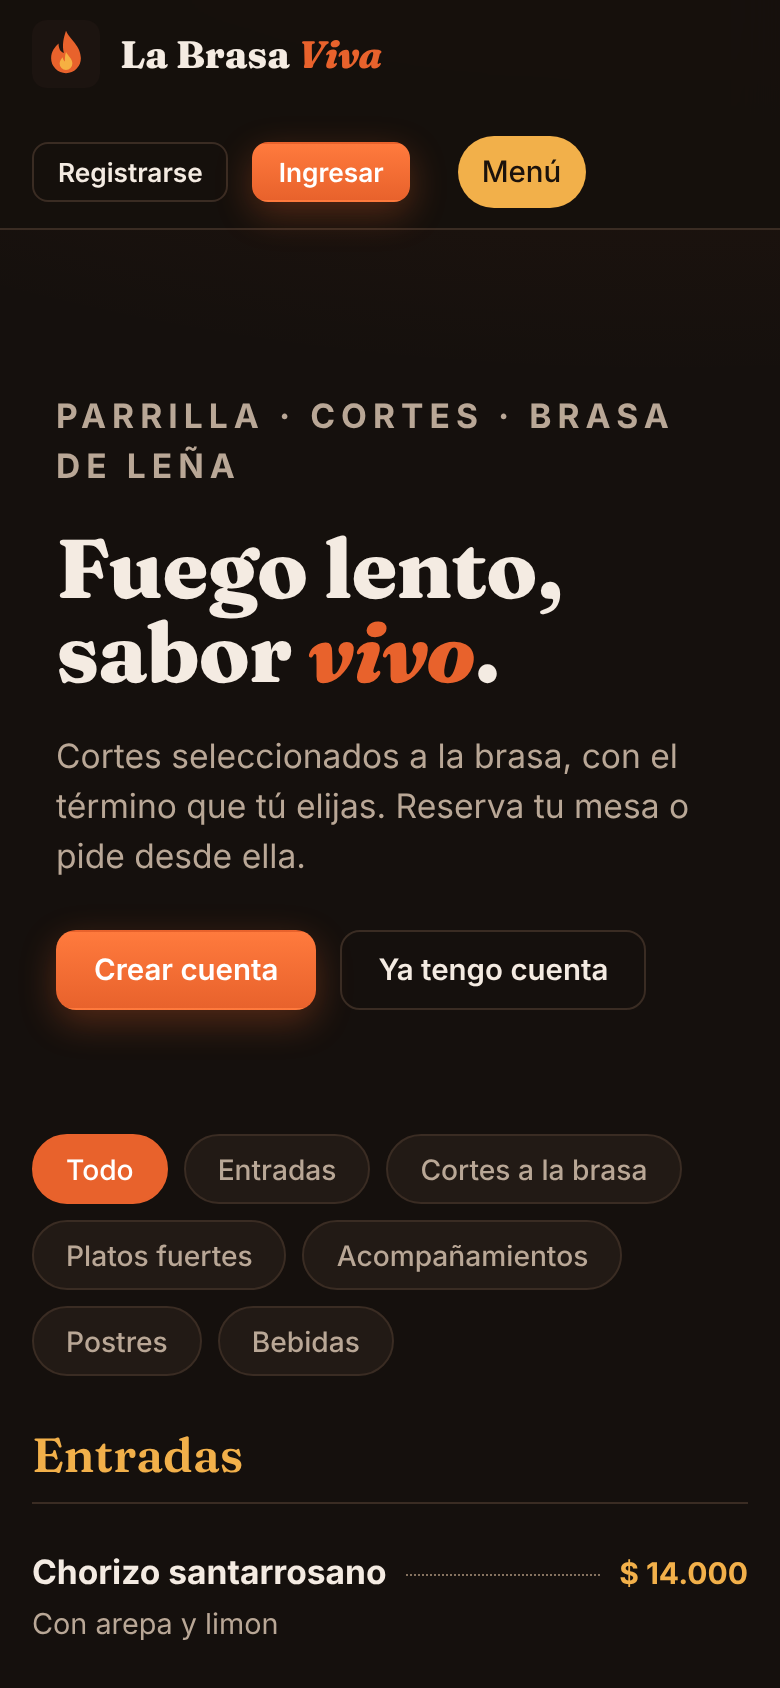 La Brasa Viva
Registrarse
Ingresar
Menú
PARRILLA · CORTES · BRASA
DE LEÑA
Fuego lento,
sabor vivo.
Cortes seleccionados a la brasa, con el
término que tú elijas. Reserva tu mesa o
pide desde ella.
Crear cuenta
Ya tengo cuenta
Todo
Entradas
Cortes a la brasa
Platos fuertes
Acompañamientos
Postres
Bebidas
Entradas
Chorizo santarrosano $ 14.000
Con arepa y limon